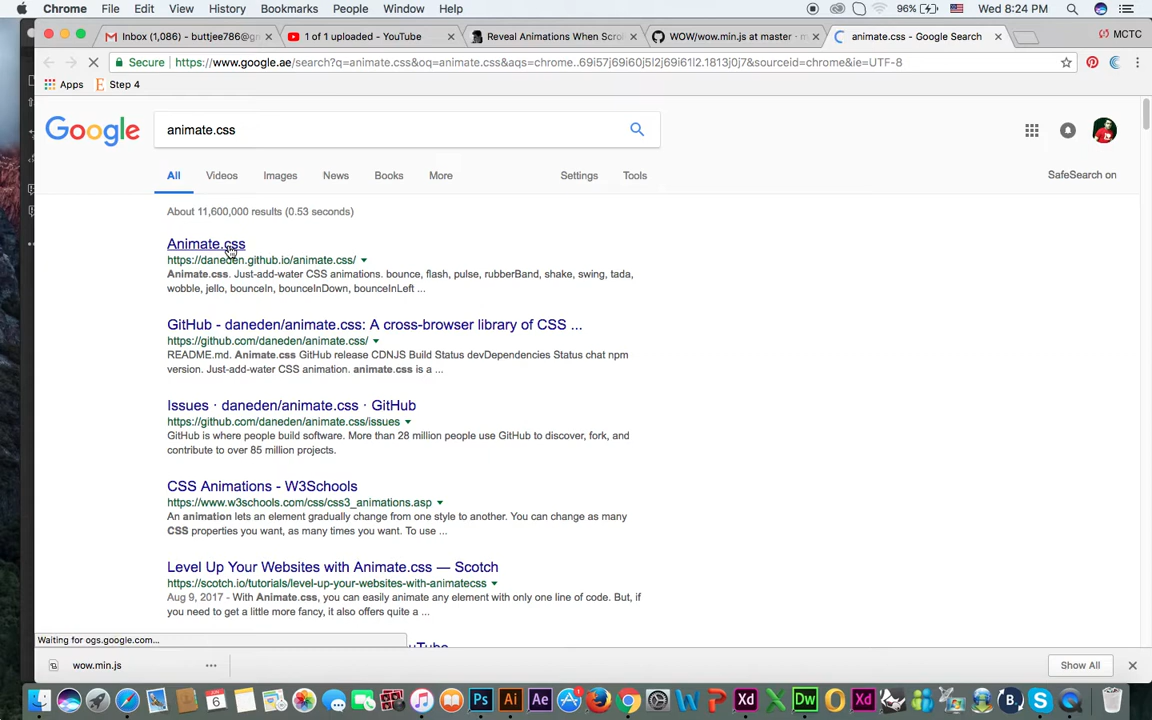 Chrome File Edit View History Bookmarks People Window Help 96% Wed 8:24 PM
Inbox (1,086) - buttjee786@gr × 1 of 1 uploaded - YouTube × Reveal Animations When Scroll × WOW/wow.min.js at master · m × animate.css - Google Search × MCTC
Secure https://www.google.ae/search?q=animate.css&oq=animate.css&aqs=chrome..69i57j69i60j5l2j69i61l2.1813j0j7&sourceid=chrome&ie=UTF-8
Apps Step 4
Google animate.css
All Videos Images News Books More Settings Tools SafeSearch on
About 11,600,000 results (0.53 seconds)
Animate.css
https://daneden.github.io/animate.css/
Animate.css. Just-add-water CSS animations. bounce, flash, pulse, rubberBand, shake, swing, tada,
wobble, jello, bounceIn, bounceInDown, bounceInLeft ...
GitHub - daneden/animate.css: A cross-browser library of CSS ...
https://github.com/daneden/animate.css/
README.md. Animate.css GitHub release CDNJS Build Status devDependencies Status chat npm
version. Just-add-water CSS animation. animate.css is a ...
Issues · daneden/animate.css · GitHub
https://github.com/daneden/animate.css/issues
GitHub is where people build software. More than 28 million people use GitHub to discover, fork, and
contribute to over 85 million projects.
CSS Animations - W3Schools
https://www.w3schools.com/css/css3_animations.asp
An animation lets an element gradually change from one style to another. You can change as many
CSS properties you want, as many times you want. To use ...
Level Up Your Websites with Animate.css — Scotch
https://scotch.io/tutorials/level-up-your-websites-with-animatecss
Aug 9, 2017 - With Animate.css, you can easily animate any element with only one line of code. But, if
you need to get a little more fancy, it also offers quite a ...
Waiting for ogs.google.com...
wow.min.js Show All
6 Ps Ai Ae 1 W P Xd X Dw O Xd B S